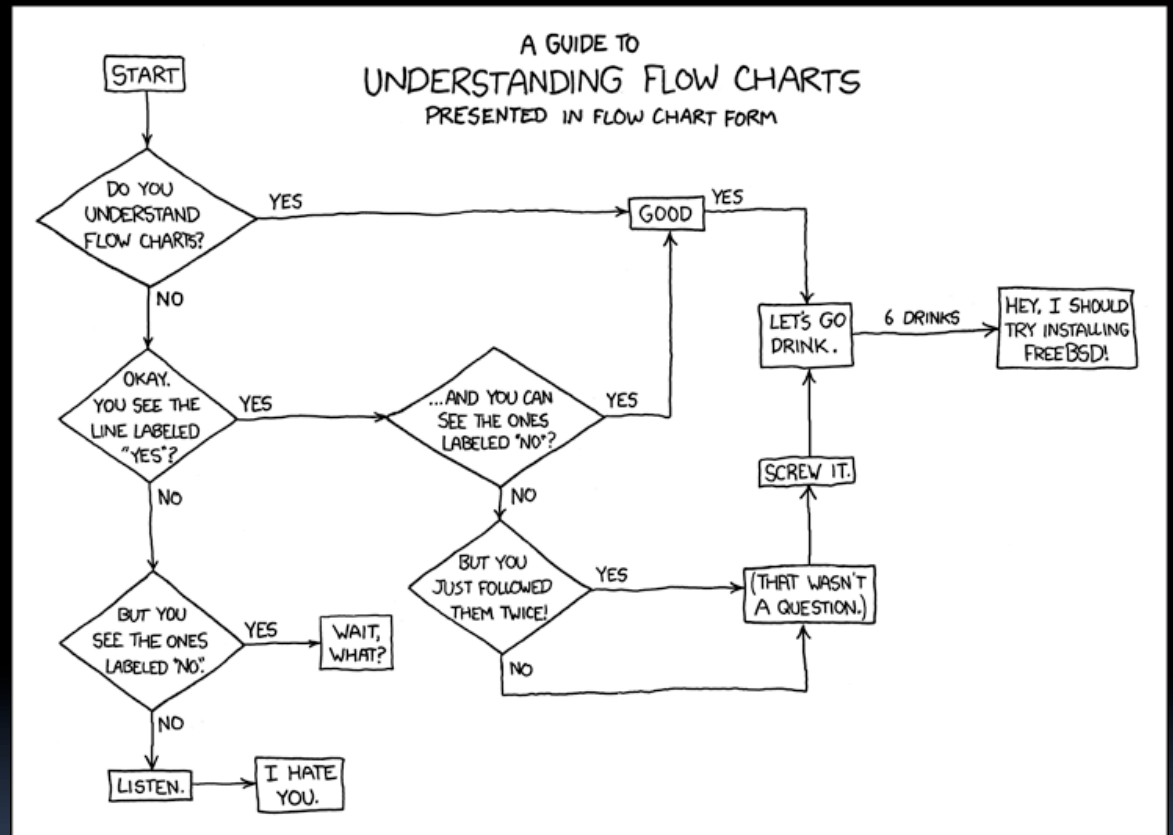 A GUIDE TO
UNDERSTANDING FLOW CHARTS
PRESENTED IN FLOW CHART FORM
START
DO YOU
UNDERSTAND
FLOW CHARTS?
YES
GOOD
YES
NO
LET'S GO
DRINK.
6 DRINKS
HEY, I SHOULD
TRY INSTALLING
FREEBSD!
OKAY.
YOU SEE THE
LINE LABELED
"YES"?
YES
...AND YOU CAN
SEE THE ONES
LABELED "NO"?
YES
NO
SCREW IT.
NO
BUT YOU
JUST FOLLOWED
THEM TWICE!
YES
(THAT WASN'T
A QUESTION.)
NO
BUT YOU
SEE THE ONES
LABELED "NO".
YES
WAIT,
WHAT?
NO
LISTEN.
I HATE
YOU.